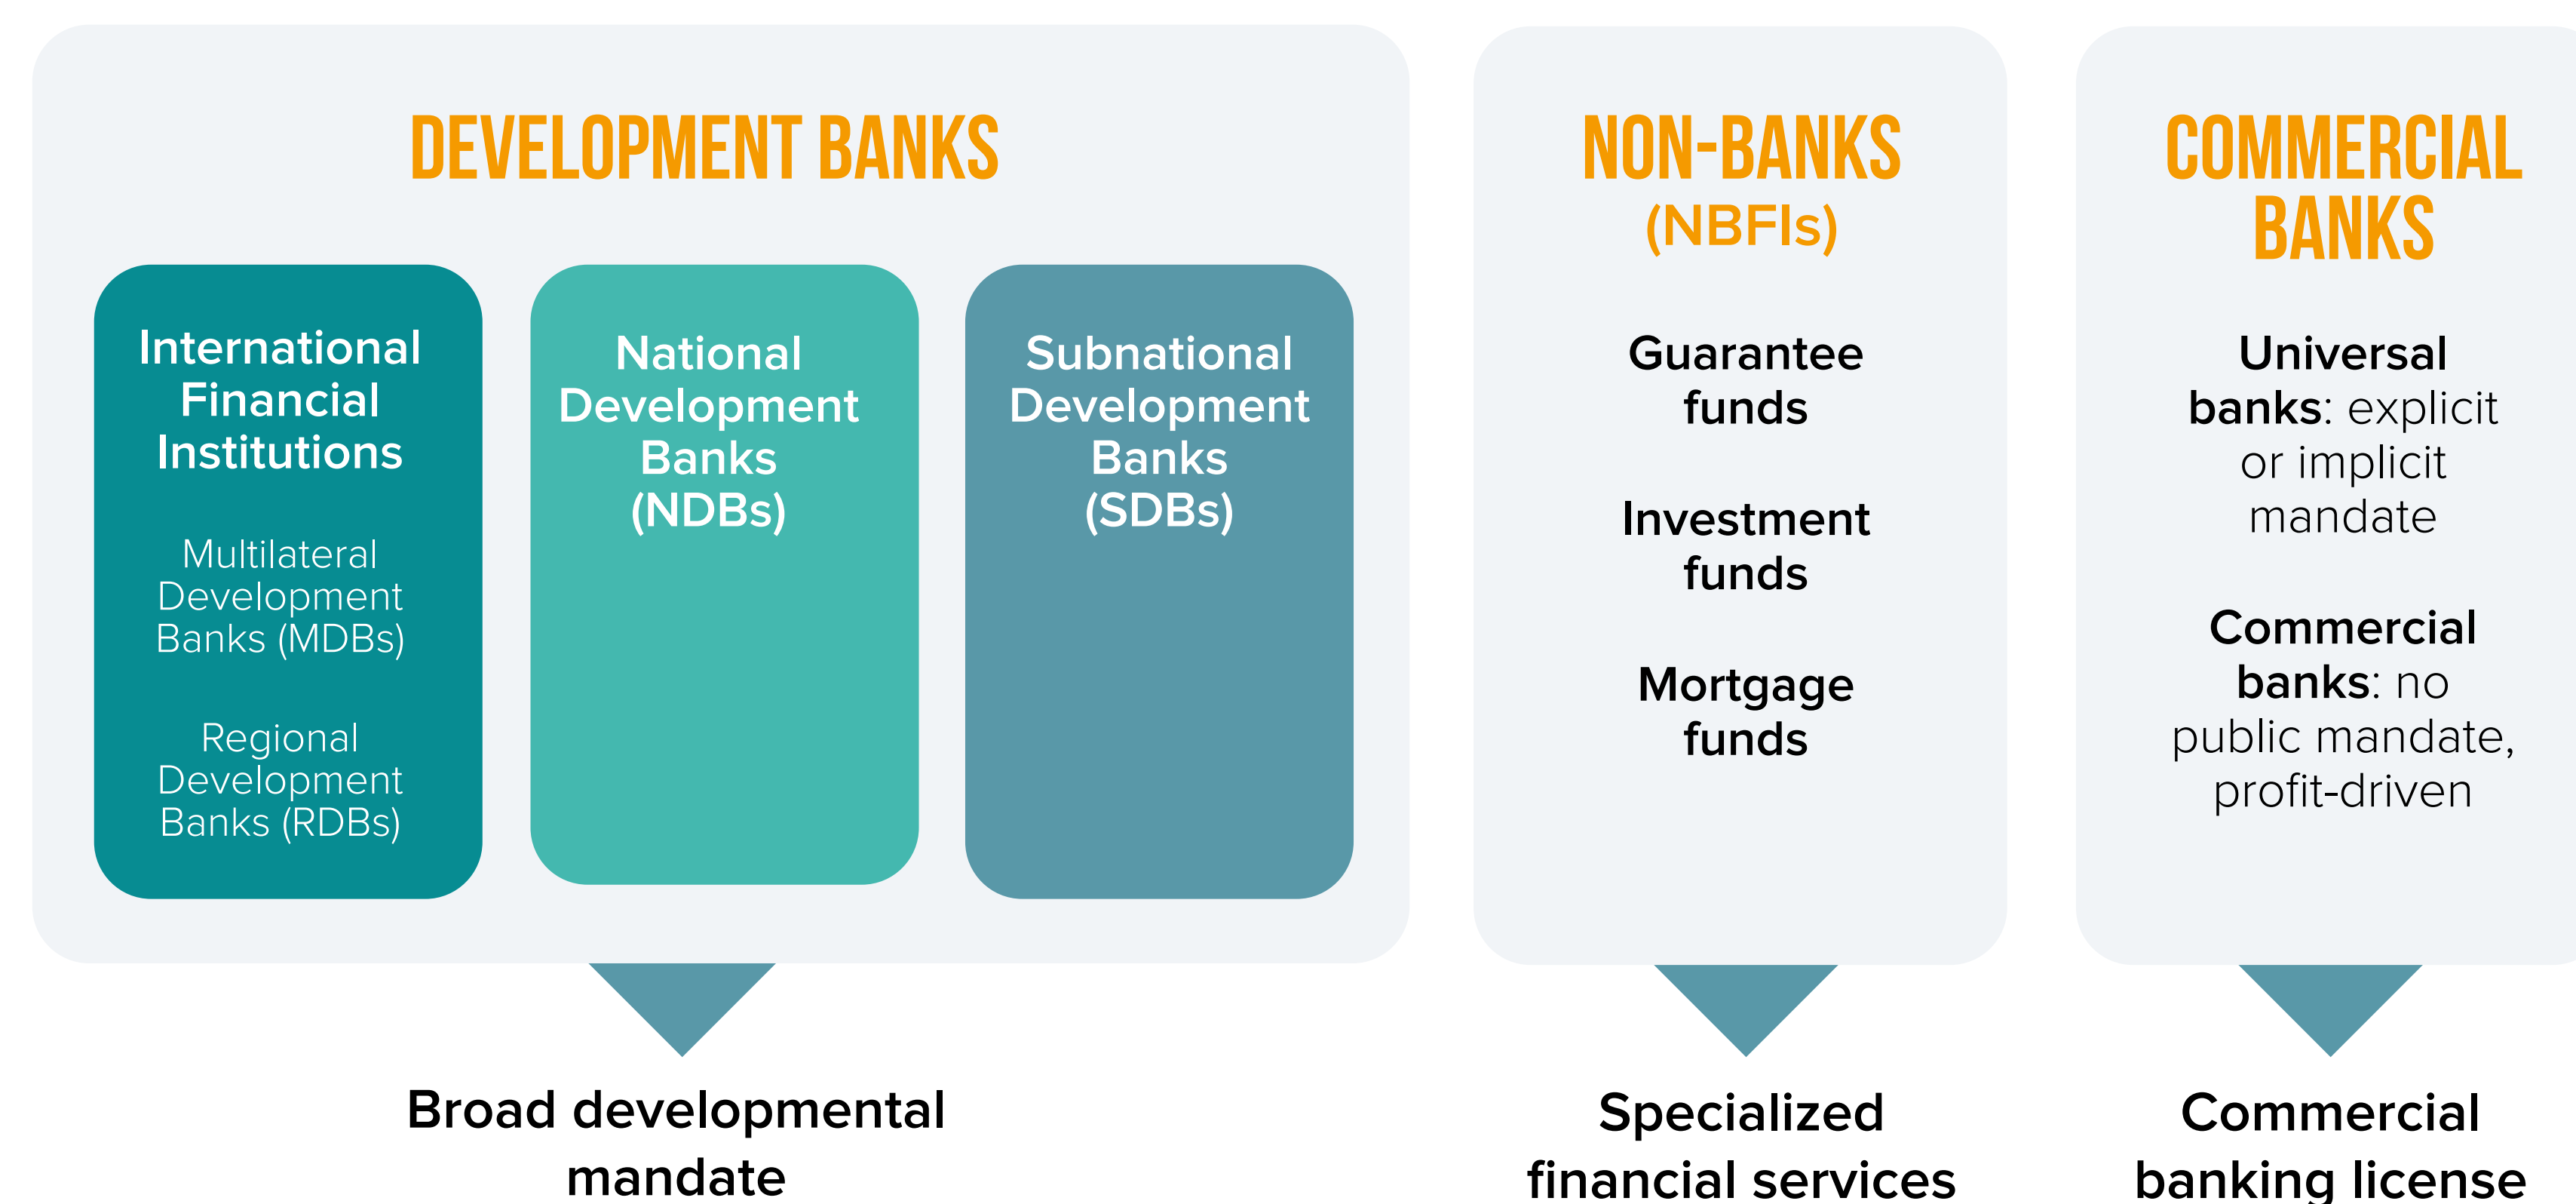 DEVELOPMENT BANKS
International
Financial
Institutions
Multilateral
Development
Banks (MDBs)
Regional
Development
Banks (RDBs)
National
Development
Banks
(NDBs)
Subnational
Development
Banks
(SDBs)
Broad developmental
mandate
NON-BANKS
(NBFIs)
Guarantee
funds
Investment
funds
Mortgage
funds
Specialized
financial services
COMMERCIAL
BANKS
Universal
banks: explicit
or implicit
mandate
Commercial
banks: no
public mandate,
profit-driven
Commercial
banking license